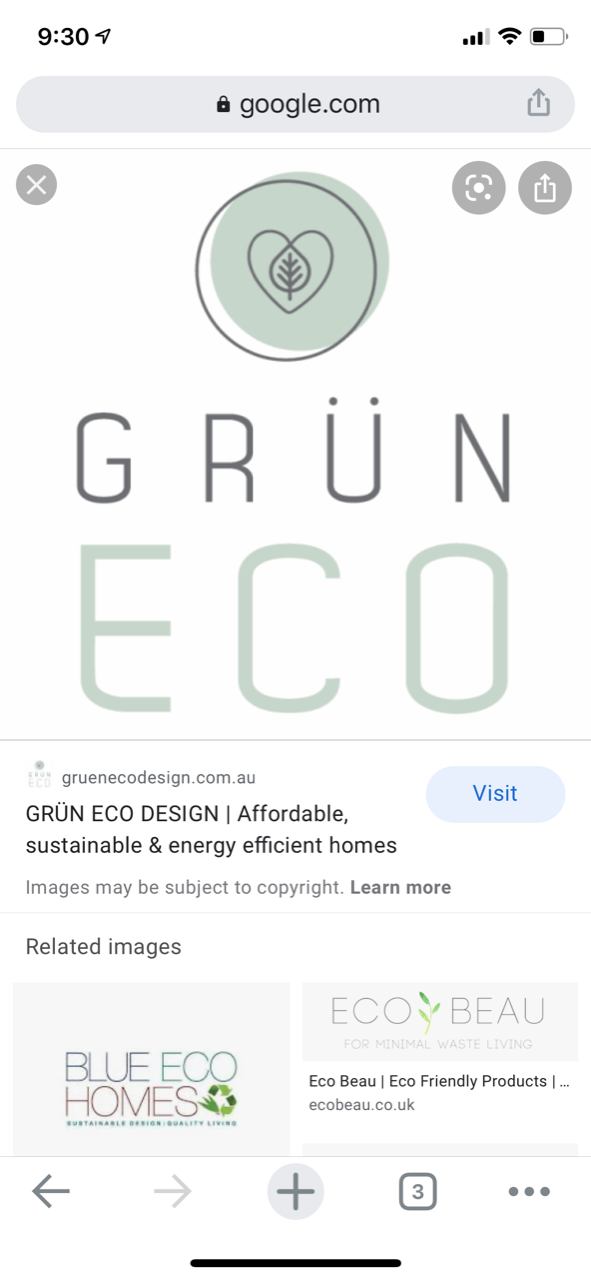 9:30
google.com
GRÜN
ECO
GRÜN
ECO
gruenecodesign.com.au
Visit
GRÜN ECO DESIGN | Affordable,
sustainable & energy efficient homes
Images may be subject to copyright. Learn more
Related images
BLUE ECO
HOMES
SUSTAINABLE DESIGN|QUALITY LIVING
ECO BEAU
FOR MINIMAL WASTE LIVING
Eco Beau | Eco Friendly Products | ...
ecobeau.co.uk
3